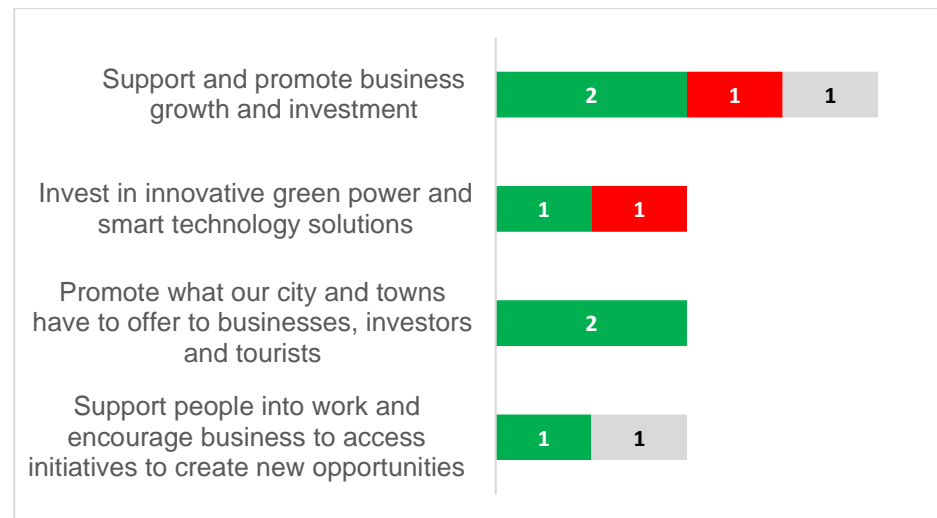 Support and promote business
growth and investment
2 1 1
Invest in innovative green power and
smart technology solutions
1 1
Promote what our city and towns
have to offer to businesses, investors
and tourists
2
Support people into work and
encourage business to access
initiatives to create new opportunities
1 1